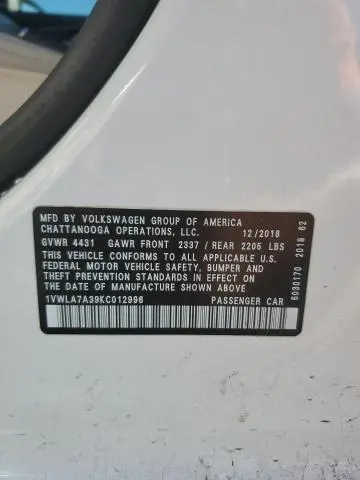 MFD BY VOLKSWAGEN GROUP OF AMERICA
CHATTANOOGA OPERATIONS, LLC. 12/2018
GVWR 4431 GAWR FRONT 2337 / REAR 2205 LBS
THIS VEHICLE CONFORMS TO ALL APPLICABLE U.S.
FEDERAL MOTOR VEHICLE SAFETY, BUMPER AND
THEFT PREVENTION STANDARDS IN EFFECT ON
THE DATE OF MANUFACTURE SHOWN ABOVE
1VWLA7A39KC012996 PASSENGER CAR
5030170 2018 62